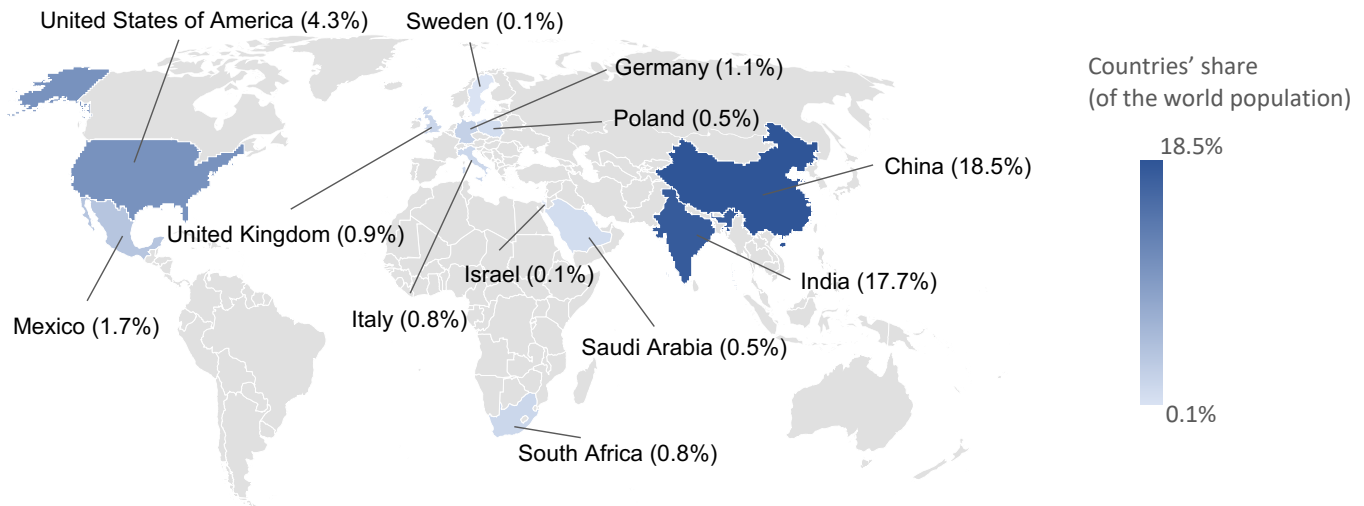 United States of America (4.3%)
Sweden (0.1%)
Germany (1.1%)
Poland (0.5%)
China (18.5%)
United Kingdom (0.9%)
Israel (0.1%)
India (17.7%)
Mexico (1.7%)
Italy (0.8%)
Saudi Arabia (0.5%)
South Africa (0.8%)
Countries’ share
(of the world population)
18.5%
0.1%